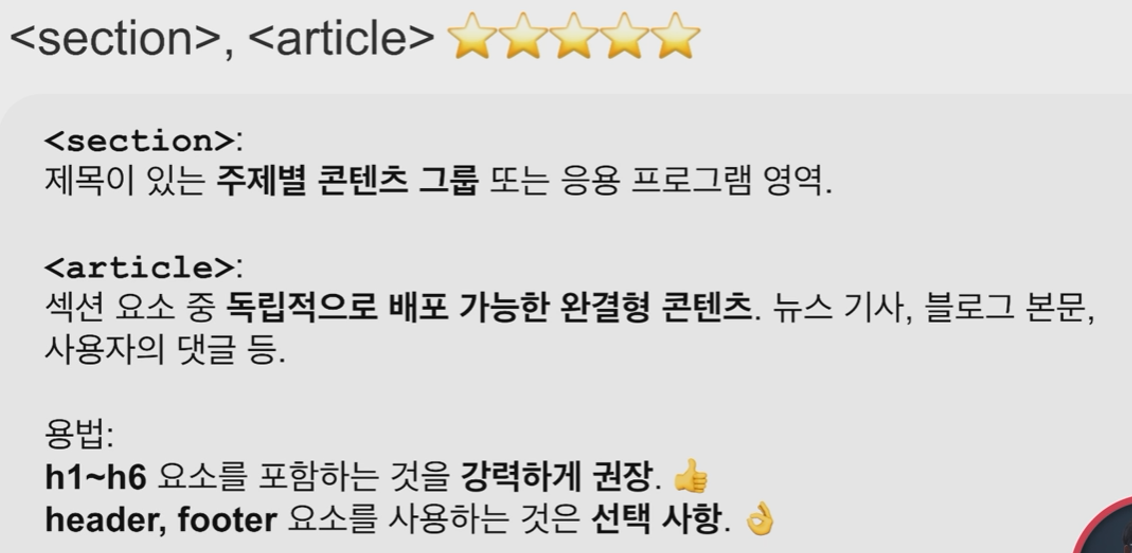 <section>, <article> ⭐⭐⭐⭐⭐
<section>:
제목이 있는 주제별 콘텐츠 그룹 또는 응용 프로그램 영역.
<article>:
섹션 요소 중 독립적으로 배포 가능한 완결형 콘텐츠. 뉴스 기사, 블로그 본문,
사용자의 댓글 등.
용법:
h1~h6 요소를 포함하는 것을 강력하게 권장. 👍
header, footer 요소를 사용하는 것은 선택 사항. 👌